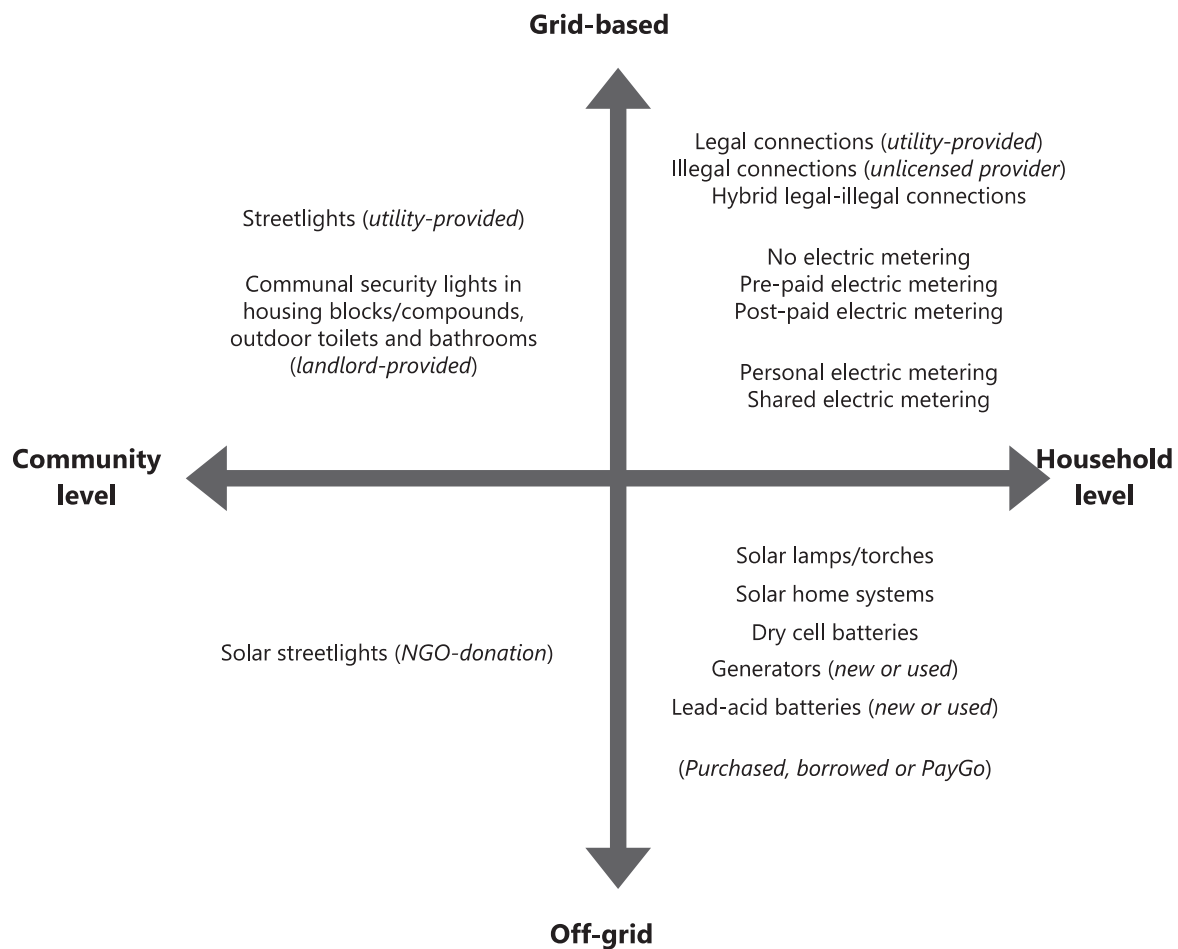 Grid-based
Legal connections (utility-provided)
Illegal connections (unlicensed provider)
Hybrid legal-illegal connections
No electric metering
Pre-paid electric metering
Post-paid electric metering
Personal electric metering
Shared electric metering
Streetlights (utility-provided)
Communal security lights in
housing blocks/compounds,
outdoor toilets and bathrooms
(landlord-provided)
Community
level
Household
level
Solar streetlights (NGO-donation)
Solar lamps/torches
Solar home systems
Dry cell batteries
Generators (new or used)
Lead-acid batteries (new or used)
(Purchased, borrowed or PayGo)
Off-grid